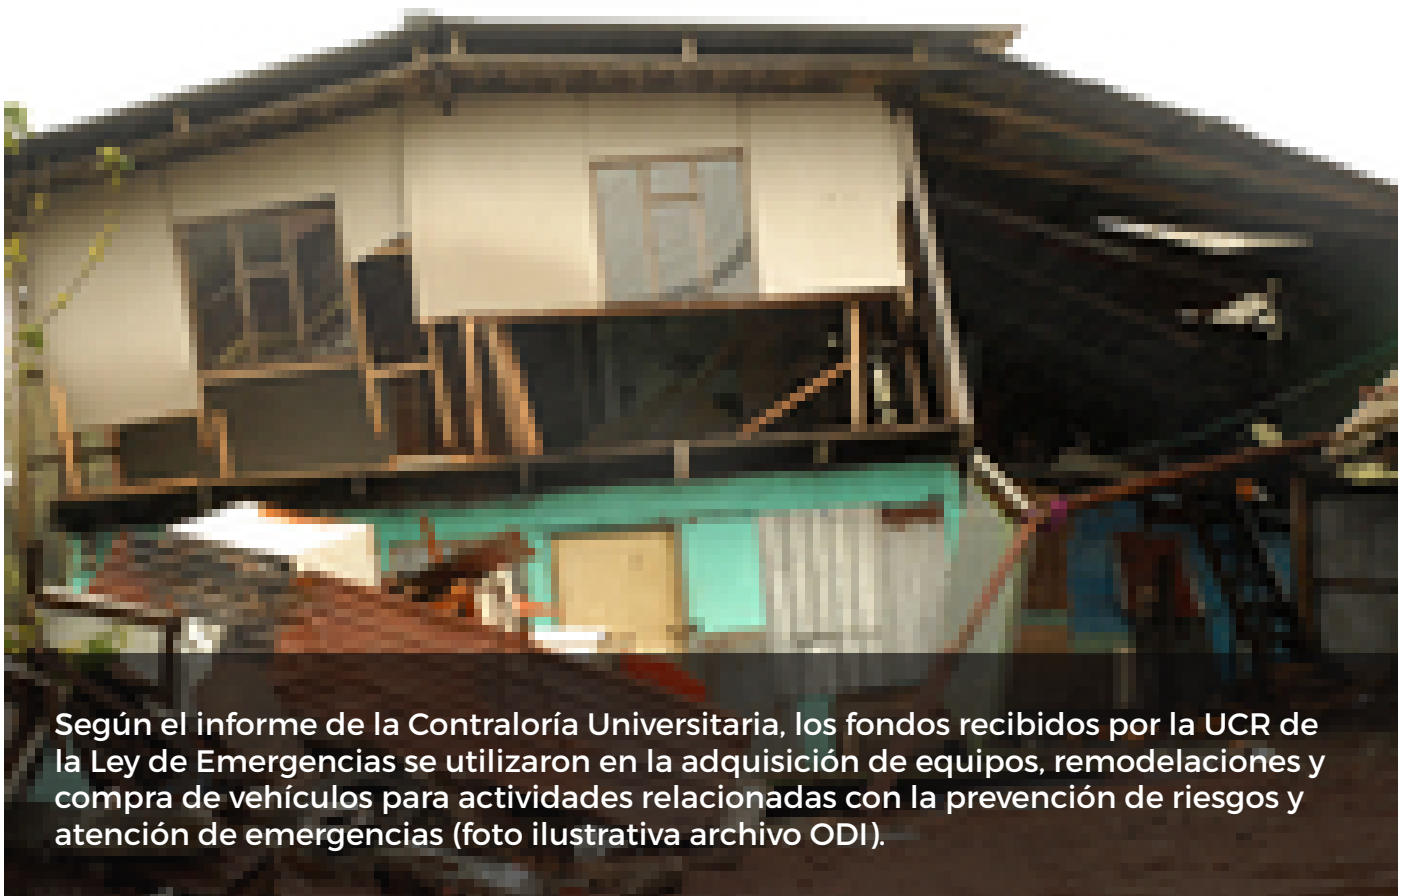 Según el informe de la Contraloría Universitaria, los fondos recibidos por la UCR de
la Ley de Emergencias se utilizaron en la adquisición de equipos, remodelaciones y
compra de vehículos para actividades relacionadas con la prevención de riesgos y
atención de emergencias (foto ilustrativa archivo ODI).